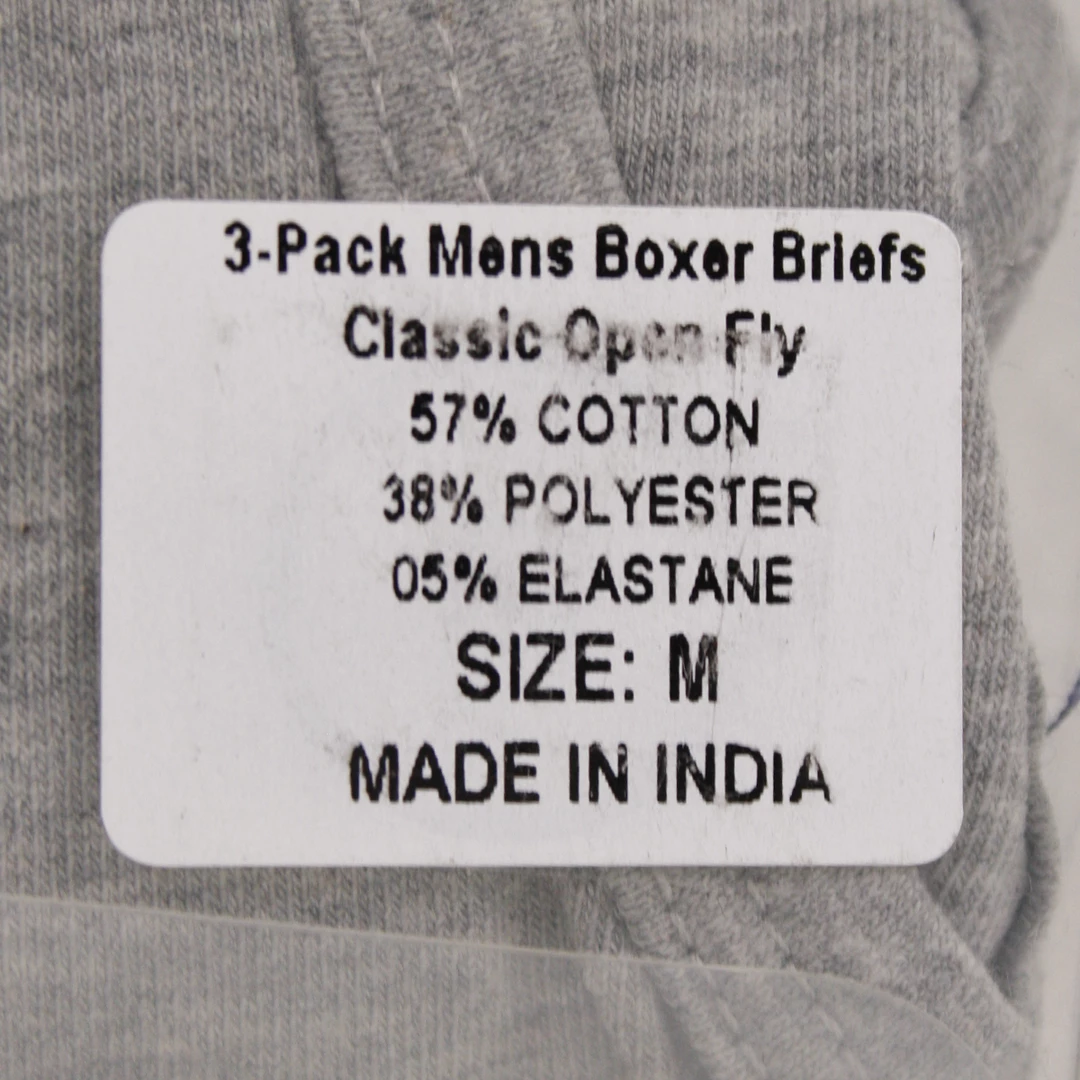 3-Pack Mens Boxer Briefs
Classic Open Fly
57% COTTON
38% POLYESTER
05% ELASTANE
SIZE: M
MADE IN INDIA